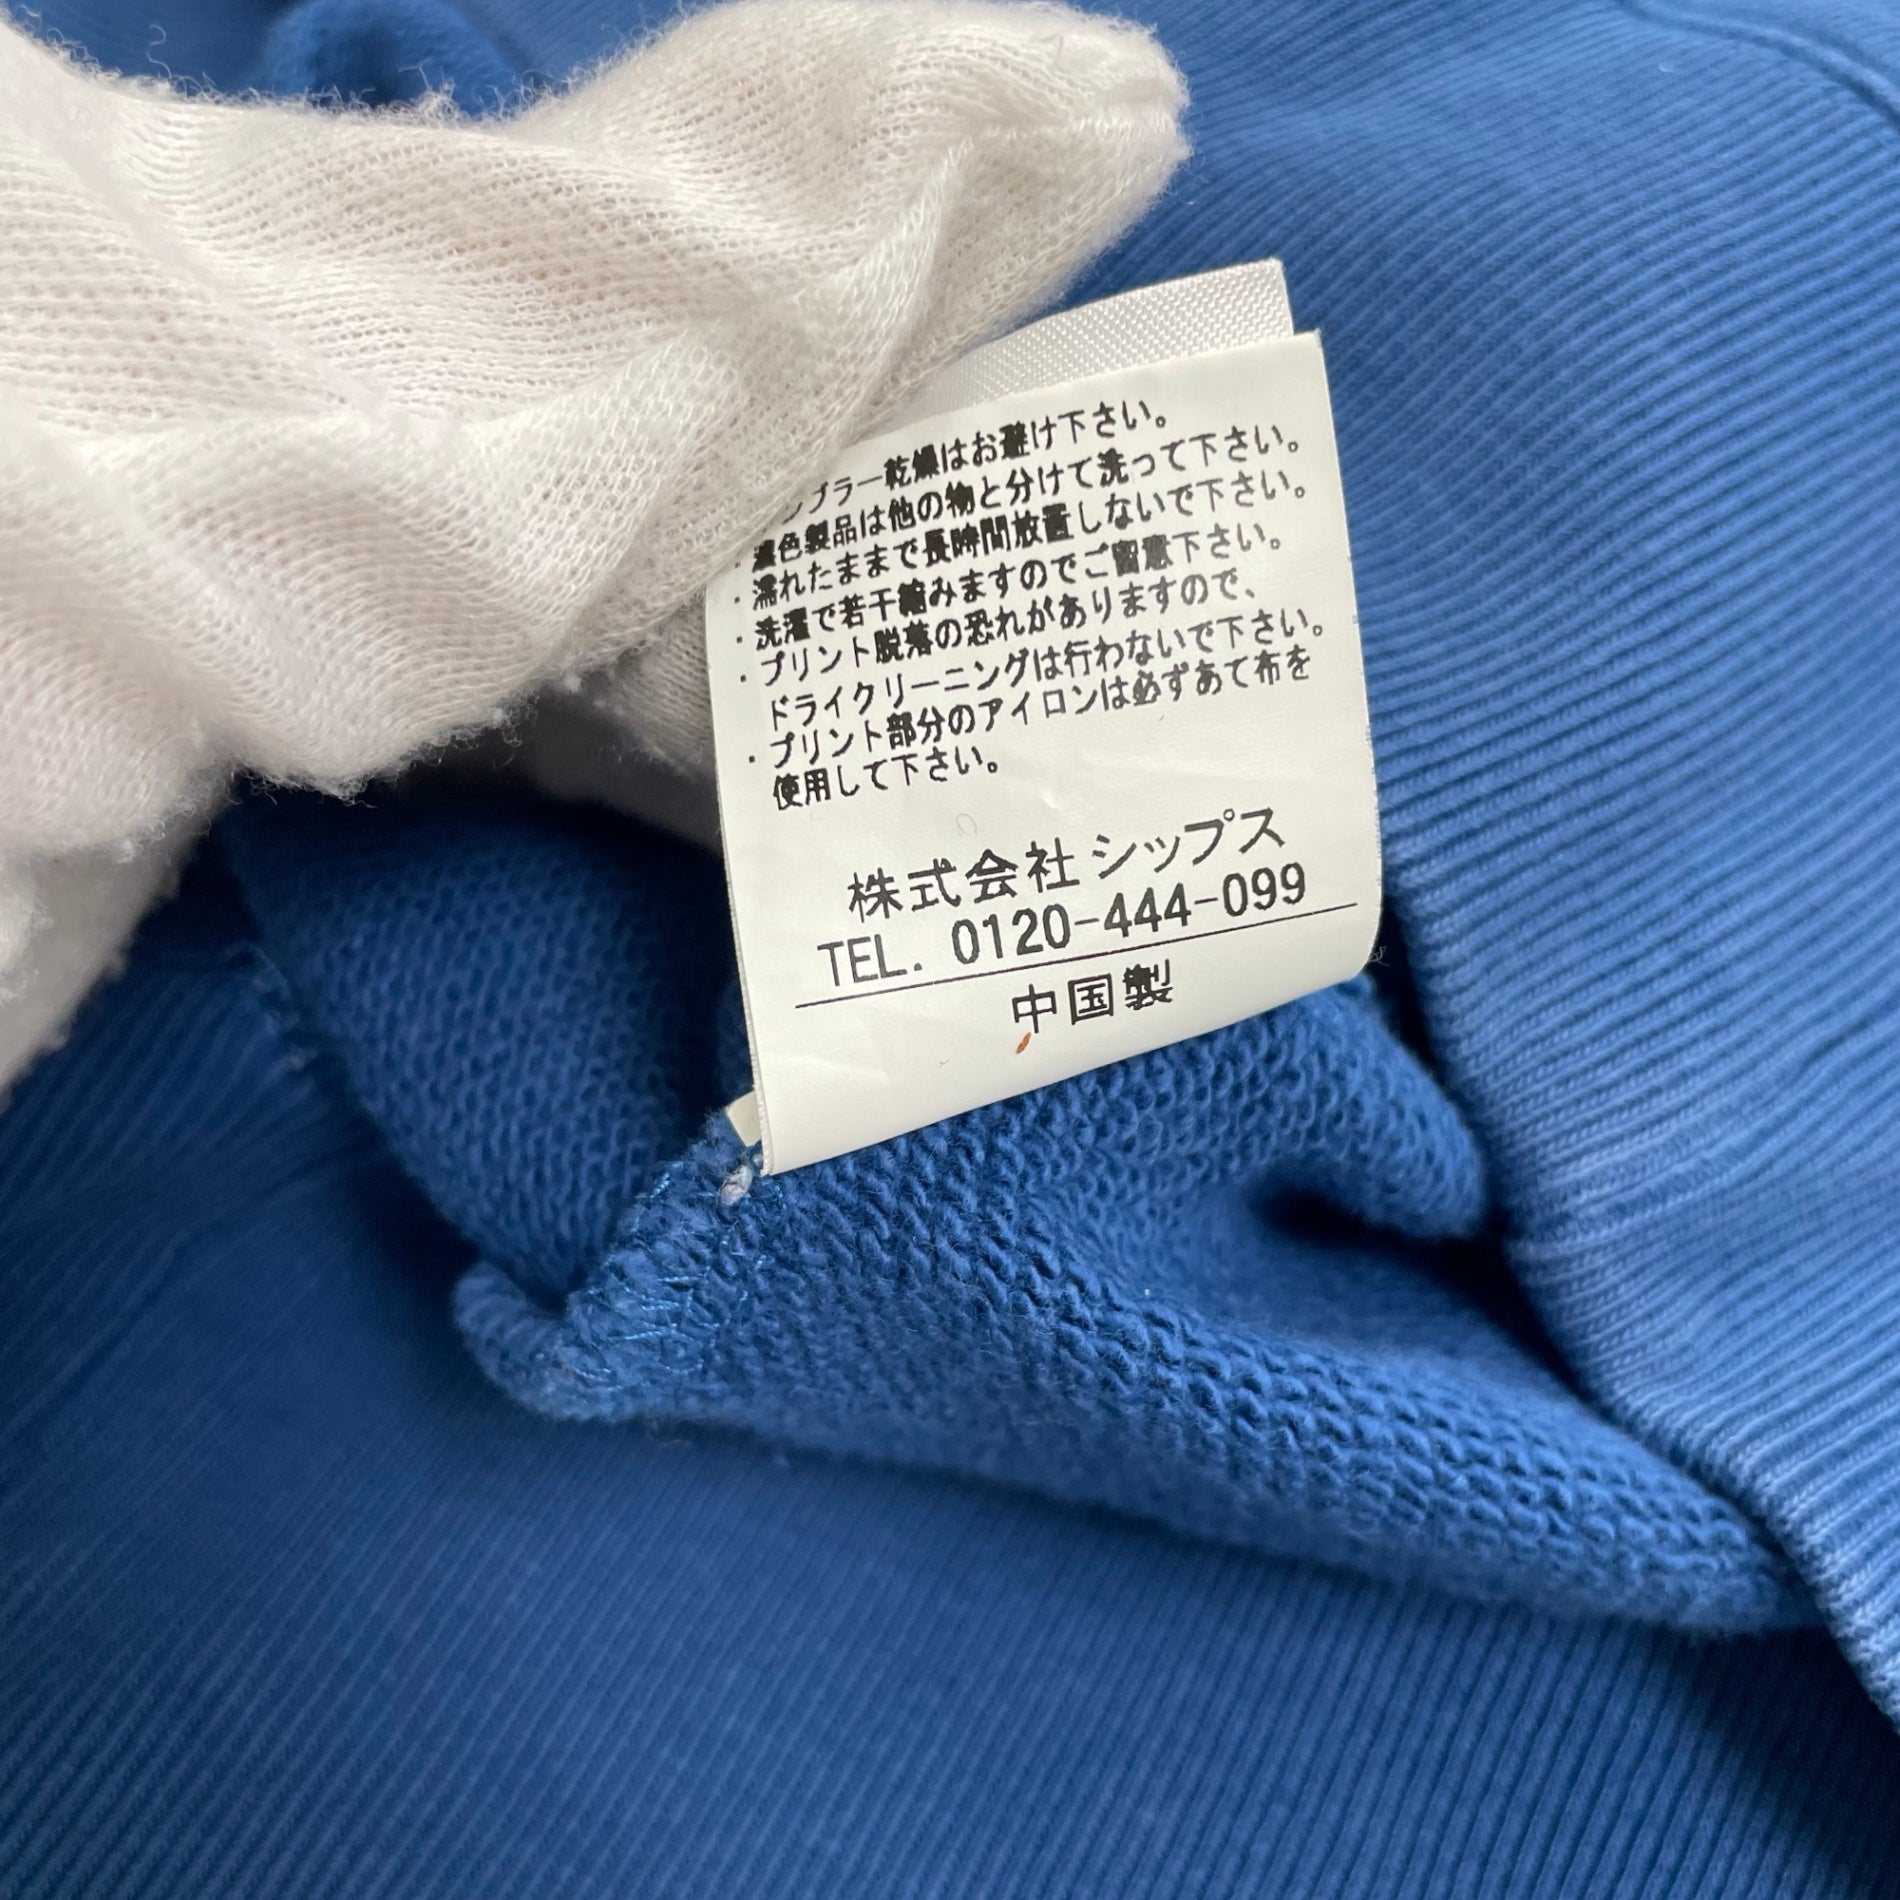 ンブラー乾燥はお避け下さい。
・濃色製品は他の物と分けて洗って下さい。
・濡れたままで長時間放置しないで下さい。
・洗濯で若干縮みますのでご留意下さい。
・プリント脱落の恐れがありますので、
ドライクリーニングは行わないで下さい。
・プリント部分のアイロンは必ずあて布を
使用して下さい。
株式会社シップス
TEL. 0120-444-099
中国製